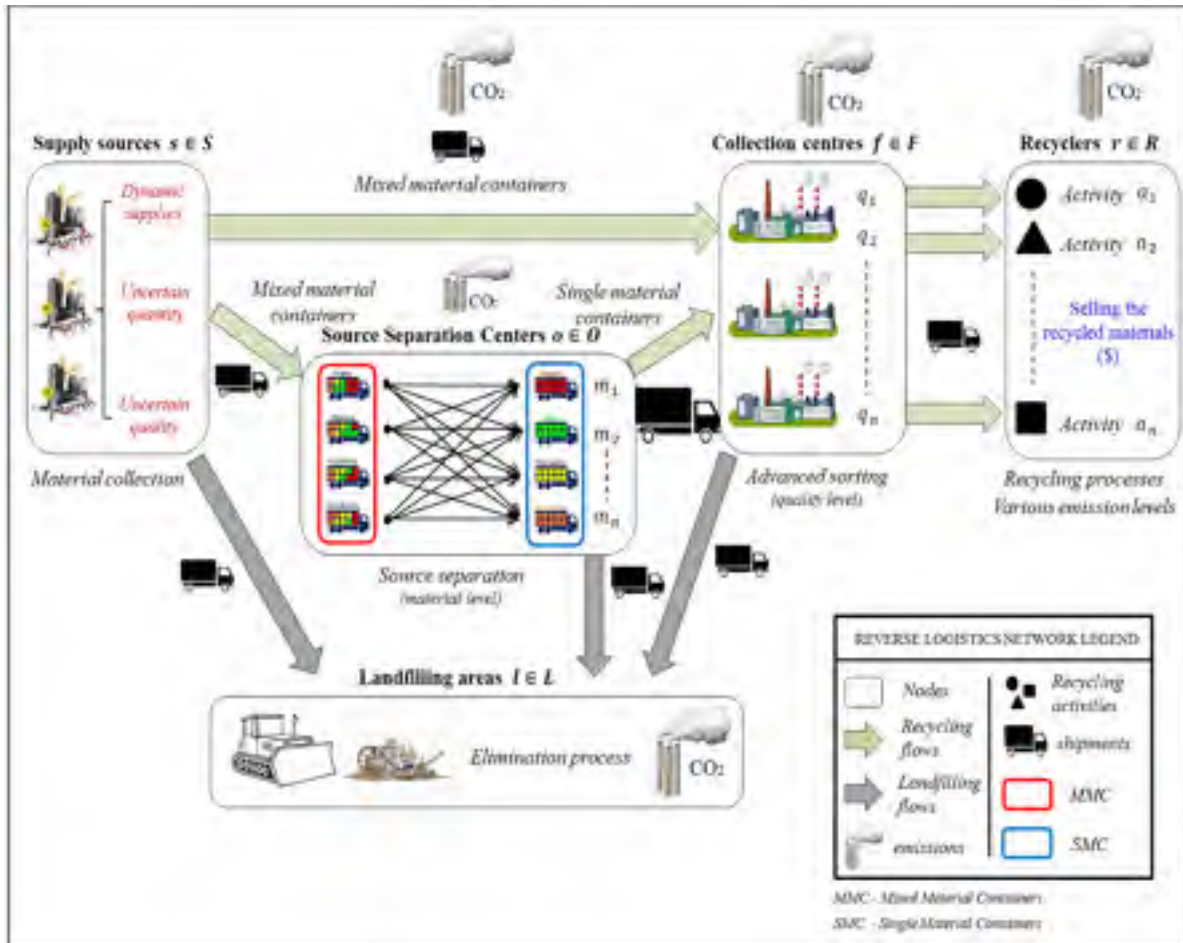 CO₂
CO₂
CO₂
Supply sources s ∈ S
Collection centres f ∈ F
Recyclers r ∈ R
Mixed material containers
Dynamic
supplies
Uncertain
quantity
Uncertain
quality
Material collection
Mixed material
containers
CO₂
Single material
containers
Source Separation Centers o ∈ O
m₁
m₂
mₙ
Source separation
(material level)
q₁
q₂
qₙ
Advanced sorting
(quality level)
Activity a₁
Activity a₂
Selling the
recycled materials
($)
Activity aₙ
Recycling processes
Various emission levels
Landfilling areas l ∈ L
Elimination process
CO₂
REVERSE LOGISTICS NETWORK LEGEND
Nodes
Recycling
flows
Landfilling
flows
emissions
Recycling
activities
shipments
MMC
SMC
MMC - Mixed Material Containers
SMC - Single Material Containers